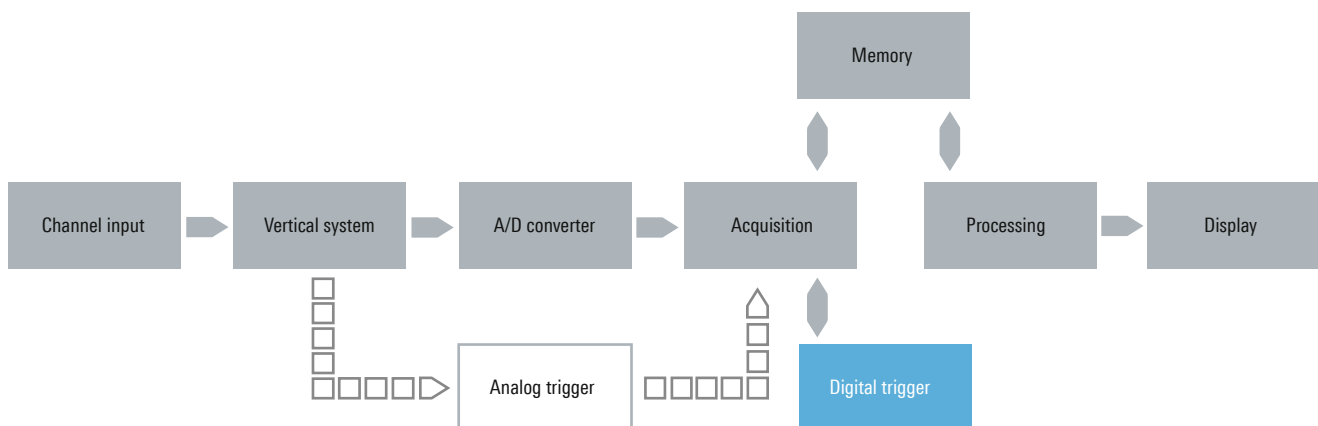 Memory
Channel input
Vertical system
A/D converter
Acquisition
Processing
Display
Analog trigger
Digital trigger